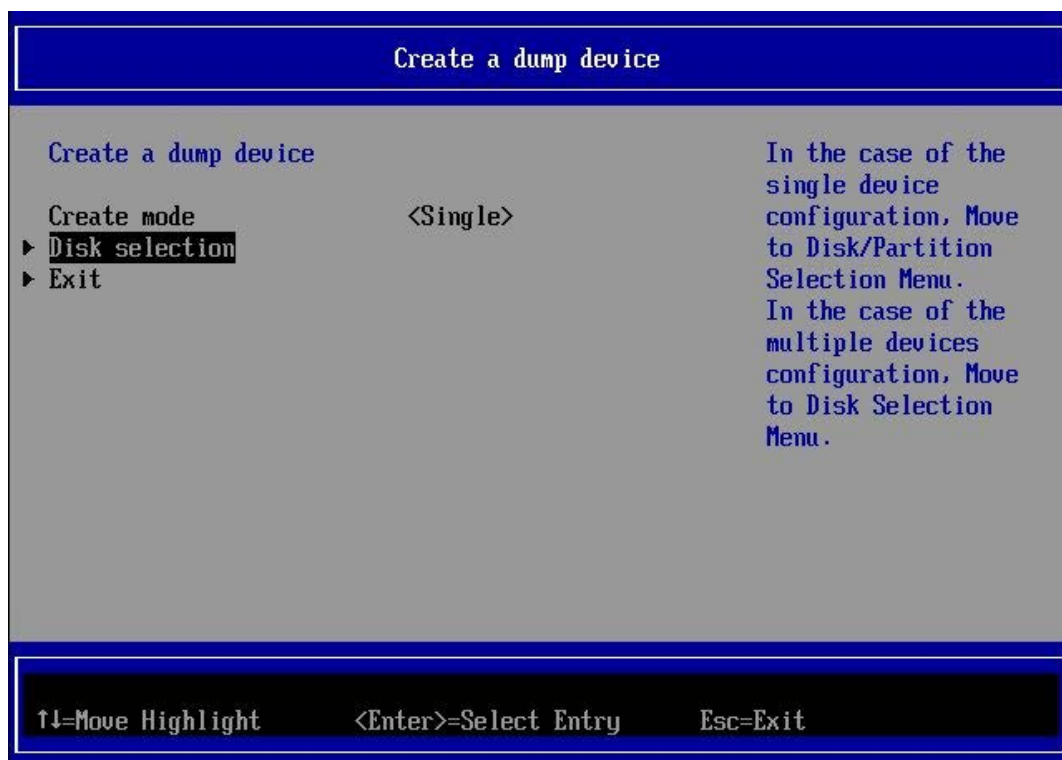 Create a dump device
Create a dump device
Create mode <Single>
▶ Disk selection
▶ Exit
In the case of the
single device
configuration, Move
to Disk/Partition
Selection Menu.
In the case of the
multiple devices
configuration, Move
to Disk Selection
Menu.
↑↓=Move Highlight <Enter>=Select Entry Esc=Exit